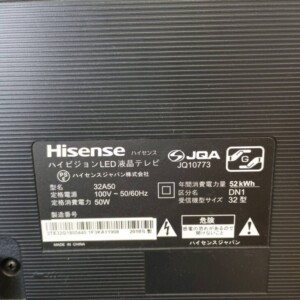 Hisense ハイセンス
ハイビジョンLED液晶テレビ
PS
E
ハイセンスジャパン株式会社
JQA
JQ10773
G
型名 32A50
定格電圧 100V～50/60Hz
定格消費電力 50W
製造番号
年間消費電力量 52kWh
区分名 DN1
受信機型サイズ 32型
危険
MADE IN CHINA
ハイセンスジャパン